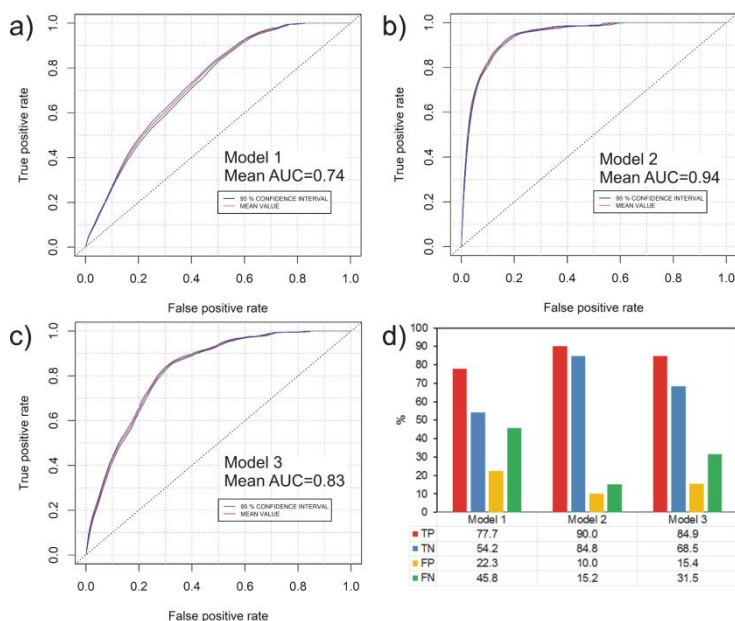 a)
1.0
0.8
0.6
0.4
0.2
0.0
True positive rate
Model 1
Mean AUC=0.74
95 % CONFIDENCE INTERVAL
MEAN VALUE
0.0 0.2 0.4 0.6 0.8 1.0
False positive rate
b)
1.0
0.8
0.6
0.4
0.2
0.0
True positive rate
Model 2
Mean AUC=0.94
95 % CONFIDENCE INTERVAL
MEAN VALUE
0.0 0.2 0.4 0.6 0.8 1.0
False positive rate
c)
1.0
0.8
0.6
0.4
0.2
0.0
True positive rate
Model 3
Mean AUC=0.83
95 % CONFIDENCE INTERVAL
MEAN VALUE
0.0 0.2 0.4 0.6 0.8 1.0
False positive rate
d)
100
90
80
70
60
50
40
30
20
10
0
%
Model 1 Model 2 Model 3
TP 77.7 90.0 84.9
TN 54.2 84.8 68.5
FP 22.3 10.0 15.4
FN 45.8 15.2 31.5